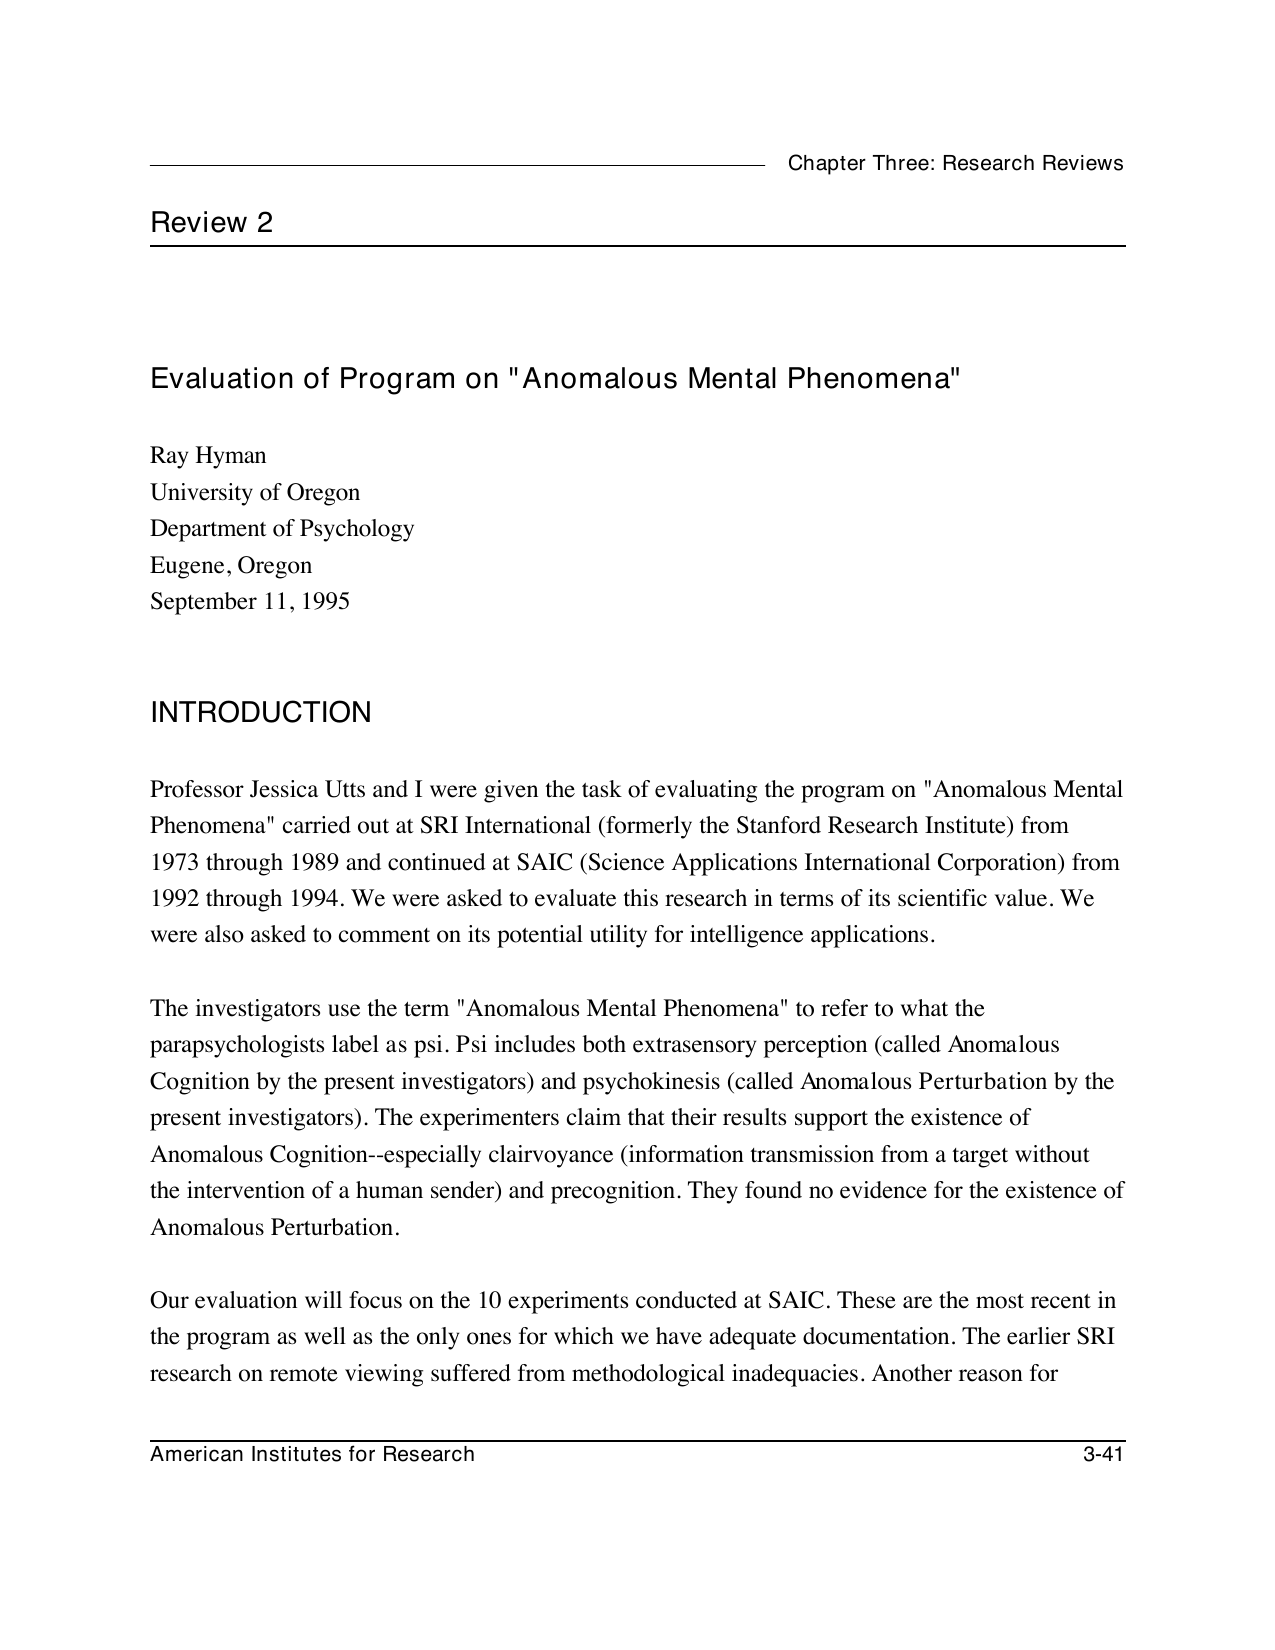 Chapter Three: Research Reviews
Review 2
Evaluation of Program on "Anomalous Mental Phenomena"
Ray Hyman
University of Oregon
Department of Psychology
Eugene, Oregon
September 11, 1995
INTRODUCTION
Professor Jessica Utts and I were given the task of evaluating the program on "Anomalous Mental
Phenomena" carried out at SRI International (formerly the Stanford Research Institute) from
1973 through 1989 and continued at SAIC (Science Applications International Corporation) from
1992 through 1994. We were asked to evaluate this research in terms of its scientific value. We
were also asked to comment on its potential utility for intelligence applications.
The investigators use the term "Anomalous Mental Phenomena" to refer to what the
parapsychologists label as psi. Psi includes both extrasensory perception (called Anomalous
Cognition by the present investigators) and psychokinesis (called Anomalous Perturbation by the
present investigators). The experimenters claim that their results support the existence of
Anomalous Cognition--especially clairvoyance (information transmission from a target without
the intervention of a human sender) and precognition. They found no evidence for the existence of
Anomalous Perturbation.
Our evaluation will focus on the 10 experiments conducted at SAIC. These are the most recent in
the program as well as the only ones for which we have adequate documentation. The earlier SRI
research on remote viewing suffered from methodological inadequacies. Another reason for
American Institutes for Research 3-41